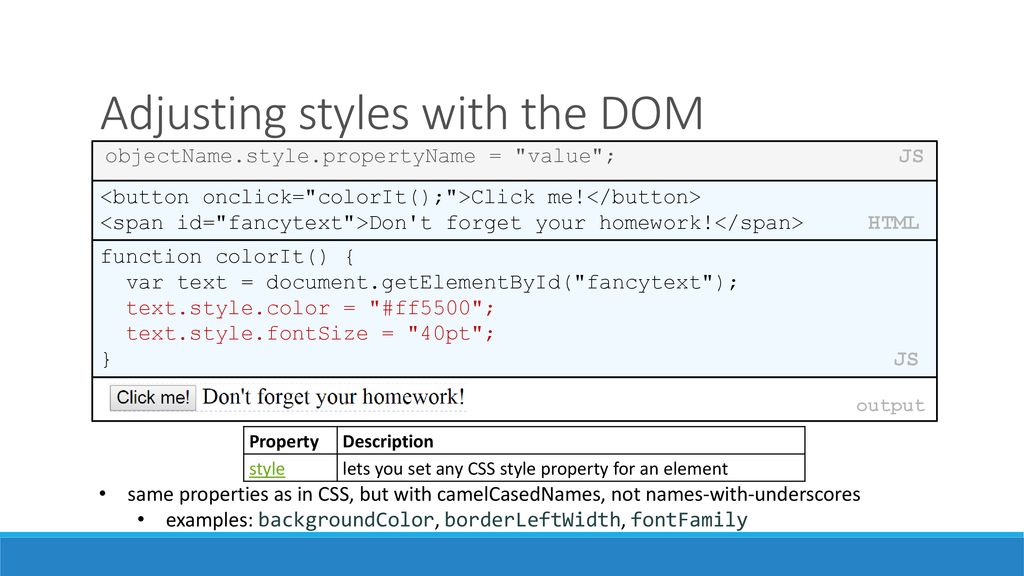 Adjusting styles with the DOM
objectName.style.propertyName = "value"; JS
<button onclick="colorIt();">Click me!</button>
<span id="fancytext">Don't forget your homework!</span> HTML
function colorIt() {
var text = document.getElementById("fancytext");
text.style.color = "#ff5500";
text.style.fontSize = "40pt";
} JS
Click me! Don't forget your homework! output
Property Description
style lets you set any CSS style property for an element
• same properties as in CSS, but with camelCasedNames, not names-with-underscores
• examples: backgroundColor, borderLeftWidth, fontFamily